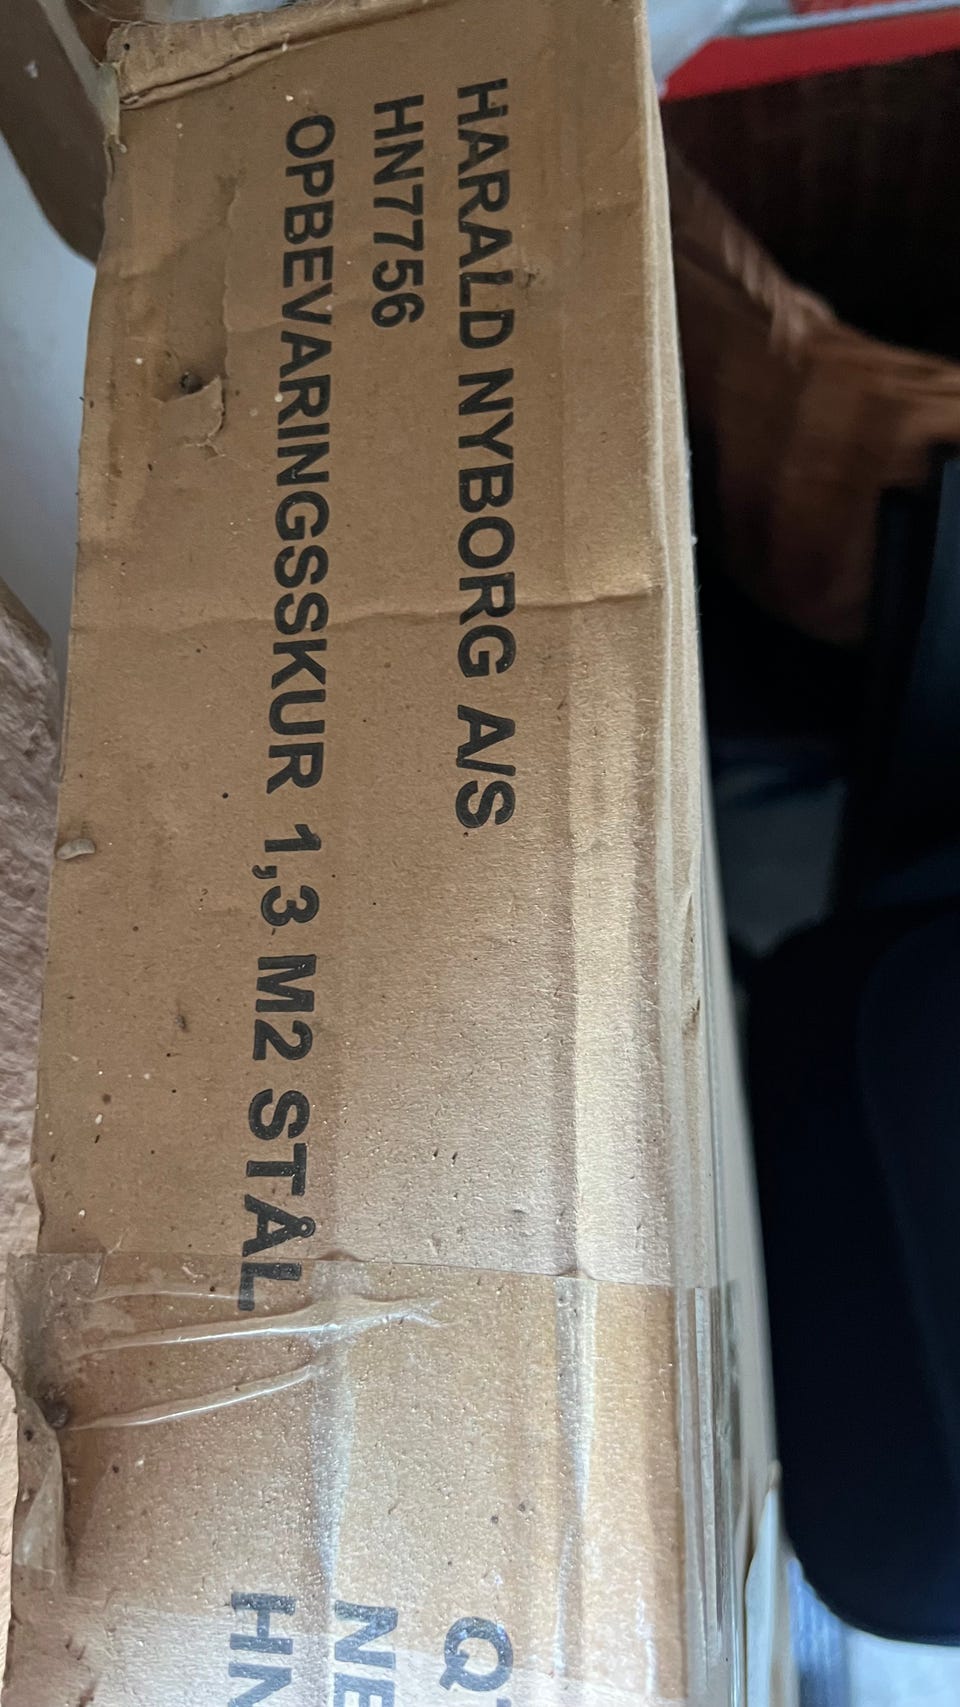 HARALD NYBORG A/S
HN7756
OPBEVARINGSSKUR 1,3 M2 STÅL